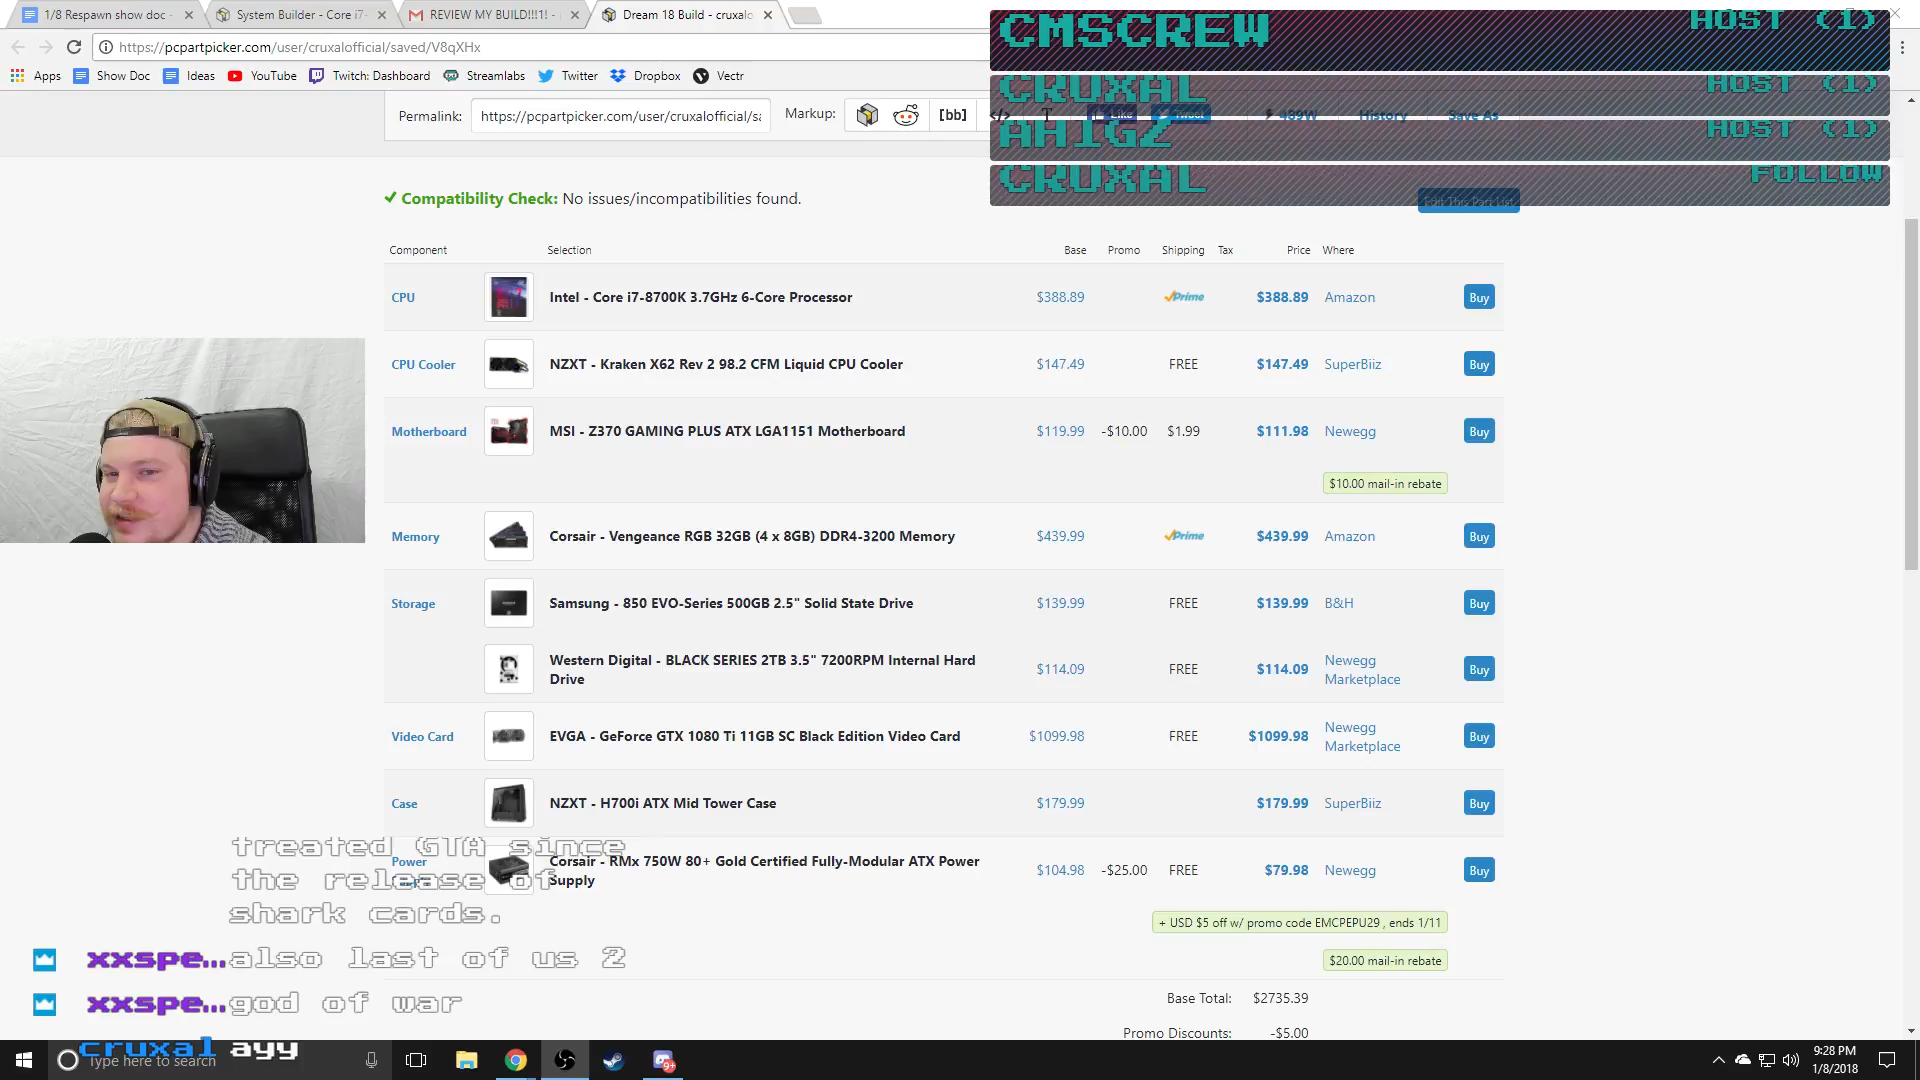 1/8 Respawn show doc -
System Builder - Core i7-
REVIEW MY BUILD!!!1! -
Dream 18 Build - cruxalo
https://pcpartpicker.com/user/cruxalofficial/saved/V8qXHx
Apps
Show Doc
Ideas
YouTube
Twitch: Dashboard
Streamlabs
Twitter
Dropbox
Vectr
CMSCREW HOST (1)
CRUXAL HOST (1)
AHIGZ HOST (1)
CRUXAL FOLLOW
Permalink: https://pcpartpicker.com/user/cruxalofficial/sa
Markup: [bb] </> T Like Tweet 489W History Save As
Compatibility Check: No issues/incompatibilities found.
Edit This Part List
Component Selection Base Promo Shipping Tax Price Where
CPU Intel - Core i7-8700K 3.7GHz 6-Core Processor $388.89 Prime $388.89 Amazon Buy
CPU Cooler NZXT - Kraken X62 Rev 2 98.2 CFM Liquid CPU Cooler $147.49 FREE $147.49 SuperBiiz Buy
Motherboard MSI - Z370 GAMING PLUS ATX LGA1151 Motherboard $119.99 -$10.00 $1.99 $111.98 Newegg Buy
$10.00 mail-in rebate
Memory Corsair - Vengeance RGB 32GB (4 x 8GB) DDR4-3200 Memory $439.99 Prime $439.99 Amazon Buy
Storage Samsung - 850 EVO-Series 500GB 2.5" Solid State Drive $139.99 FREE $139.99 B&H Buy
Western Digital - BLACK SERIES 2TB 3.5" 7200RPM Internal Hard
Drive
$114.09 FREE $114.09
Newegg
Marketplace
Buy
Video Card EVGA - GeForce GTX 1080 Ti 11GB SC Black Edition Video Card $1099.98 FREE $1099.98
Newegg
Marketplace
Buy
Case NZXT - H700i ATX Mid Tower Case $179.99 $179.99 SuperBiiz Buy
Power
Corsair - RMx 750W 80+ Gold Certified Fully-Modular ATX Power
Supply
$104.98 -$25.00 FREE $79.98 Newegg Buy
+ USD $5 off w/ promo code EMCPEPU29 , ends 1/11
$20.00 mail-in rebate
Base Total: $2735.39
Promo Discounts: -$5.00
treated GTA since
the release of
shark cards.
xxspe... also last of us 2
xxspe... god of war
cruxal ayy
Type here to search
9+
9:28 PM
1/8/2018